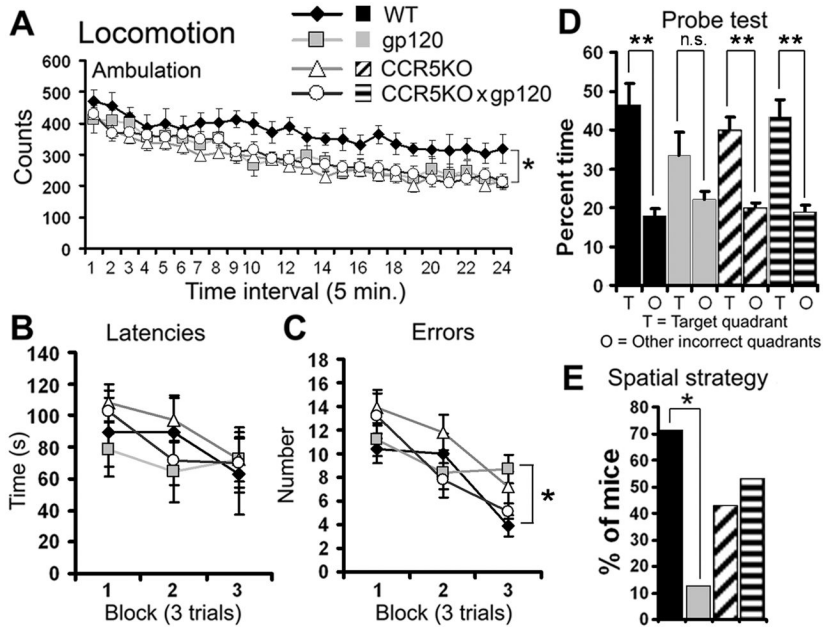 A
Locomotion
WT
gp120
CCR5KO
CCR5KO x gp120
Ambulation
Counts
600
500
400
300
200
100
0
*
1 2 3 4 5 6 7 8 9 10 12 14 16 18 20 22 24
Time interval (5 min.)
B
Latencies
Time (s)
140
120
100
80
60
40
20
0
1 2 3
Block (3 trials)
C
Errors
Number
18
16
14
12
10
8
6
4
2
0
*
1 2 3
Block (3 trials)
D
Probe test
** n.s. ** **
Percent time
60
50
40
30
20
10
0
T O T O T O T O
T = Target quadrant
O = Other incorrect quadrants
E
Spatial strategy
*
% of mice
80
70
60
50
40
30
20
10
0